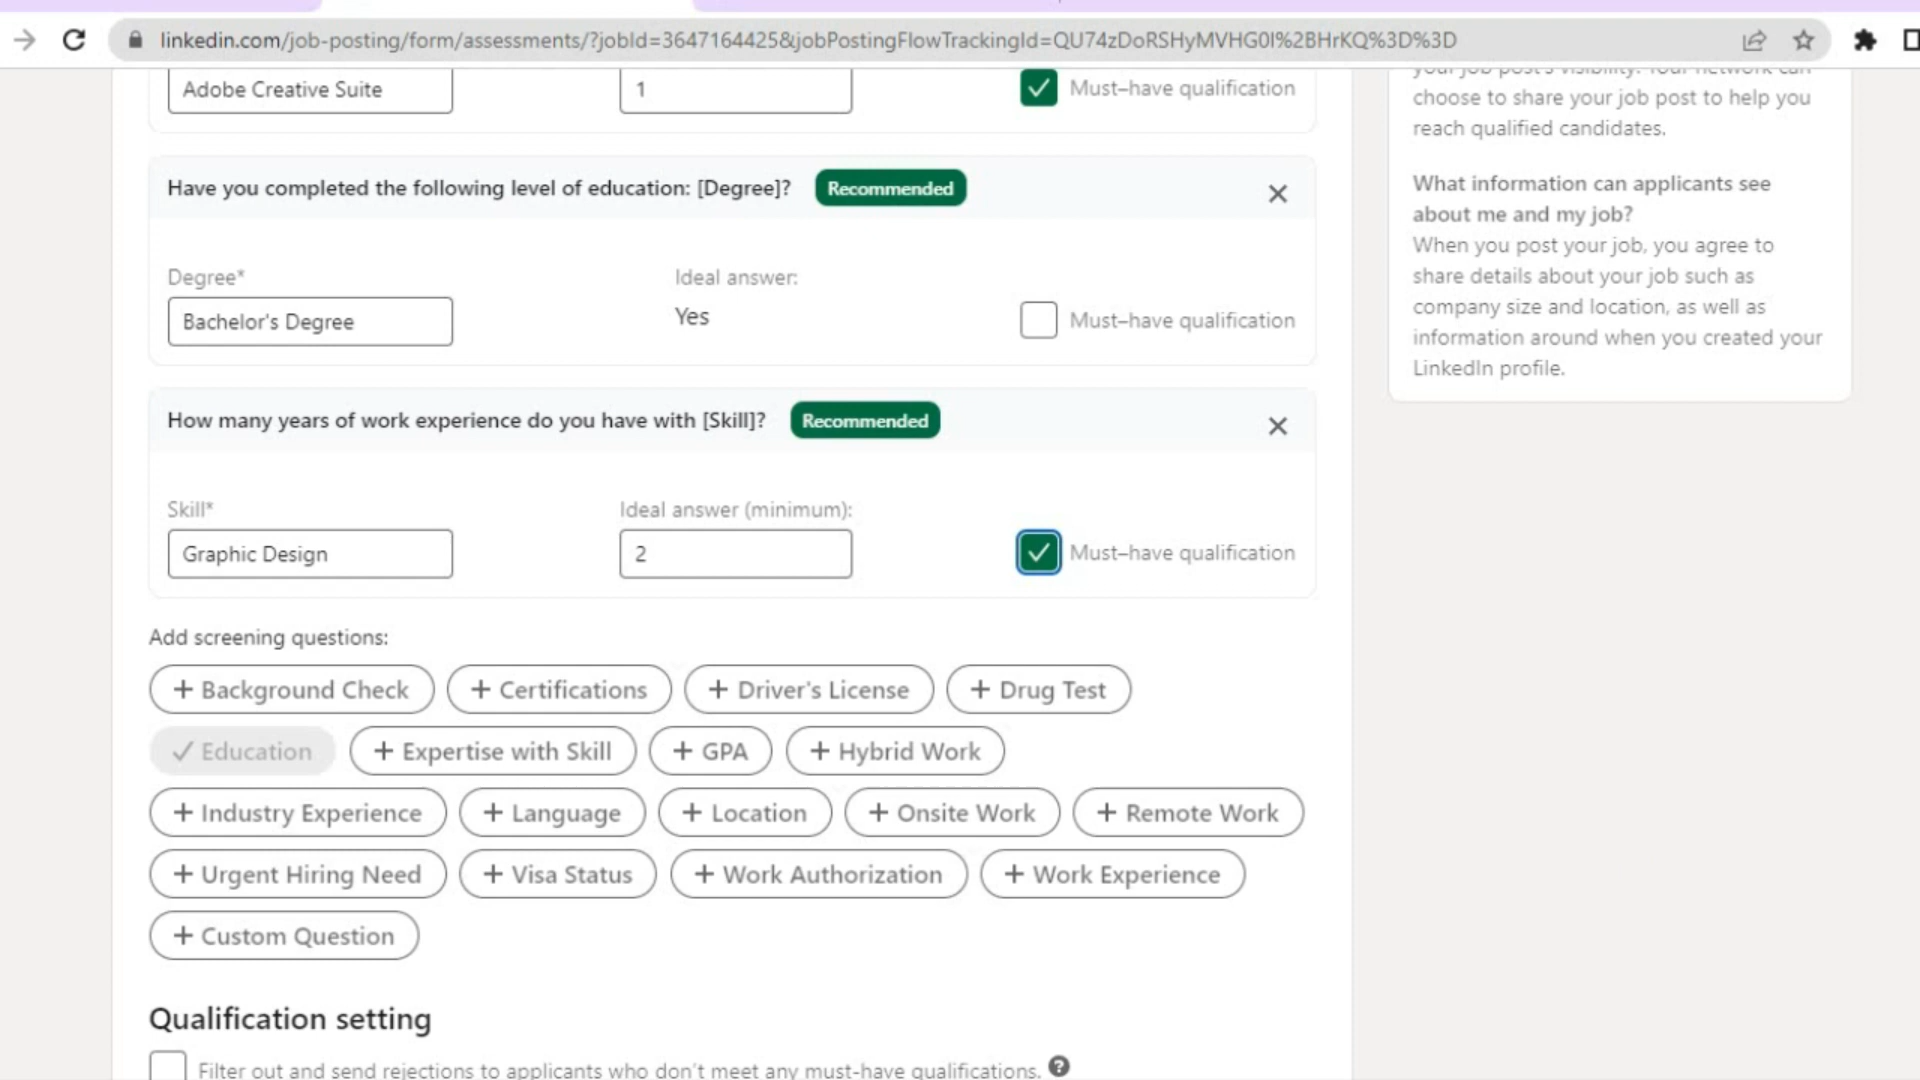 linkedin.com/job-posting/form/assessments/?jobId=3647164425&jobPostingFlowTrackingId=QU74zDoRSHyMVHG0I%2BHrKQ%3D%3D
Adobe Creative Suite
1
Must-have qualification
Have you completed the following level of education: [Degree]?
Recommended
Degree*
Ideal answer:
Bachelor's Degree
Yes
Must-have qualification
How many years of work experience do you have with [Skill]?
Recommended
Skill*
Ideal answer (minimum):
Graphic Design
2
Must-have qualification
Add screening questions:
+ Background Check
+ Certifications
+ Driver's License
+ Drug Test
Education
+ Expertise with Skill
+ GPA
+ Hybrid Work
+ Industry Experience
+ Language
+ Location
+ Onsite Work
+ Remote Work
+ Urgent Hiring Need
+ Visa Status
+ Work Authorization
+ Work Experience
+ Custom Question
Qualification setting
Filter out and send rejections to applicants who don't meet any must-have qualifications.
your job post's visibility. Your network can
choose to share your job post to help you
reach qualified candidates.
What information can applicants see
about me and my job?
When you post your job, you agree to
share details about your job such as
company size and location, as well as
information around when you created your
LinkedIn profile.